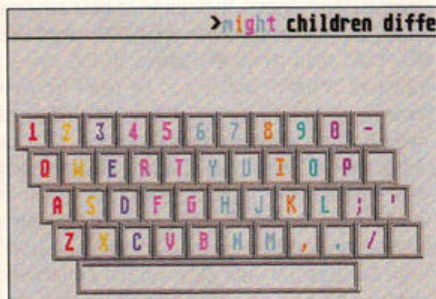 >might children diffe
1 2 3 4 5 6 7 8 9 0 -
Q W E R T Y U I O P
A S D F G H J K L ; '
Z X C V B N M , . /